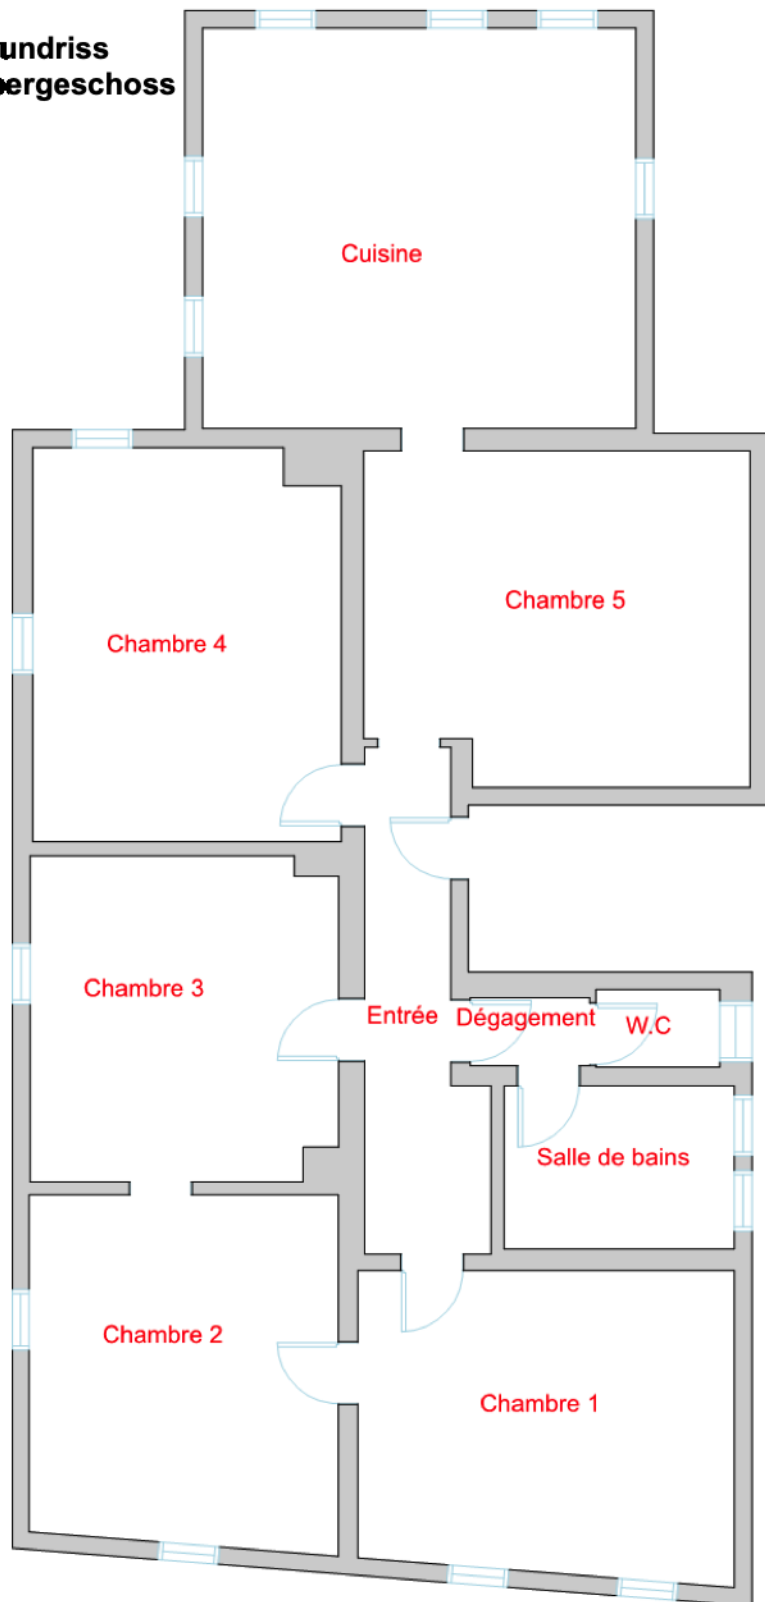 undriss
ergeschoss
Cuisine
Chambre 5
Chambre 4
Chambre 3
Entrée
Dégagement
W.C
Salle de bains
Chambre 2
Chambre 1